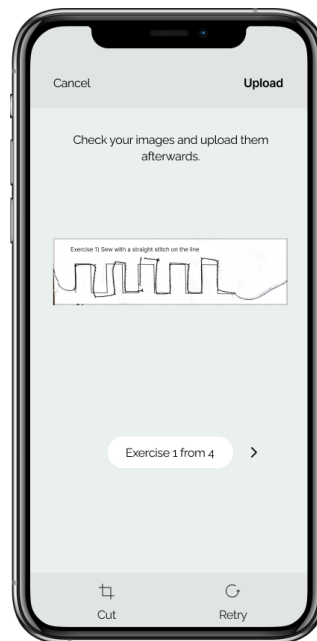 Cancel Upload
Check your images and upload them
afterwards.
Exercise 1) Sew with a straight stitch on the line
Exercise 1 from 4
Cut Retry